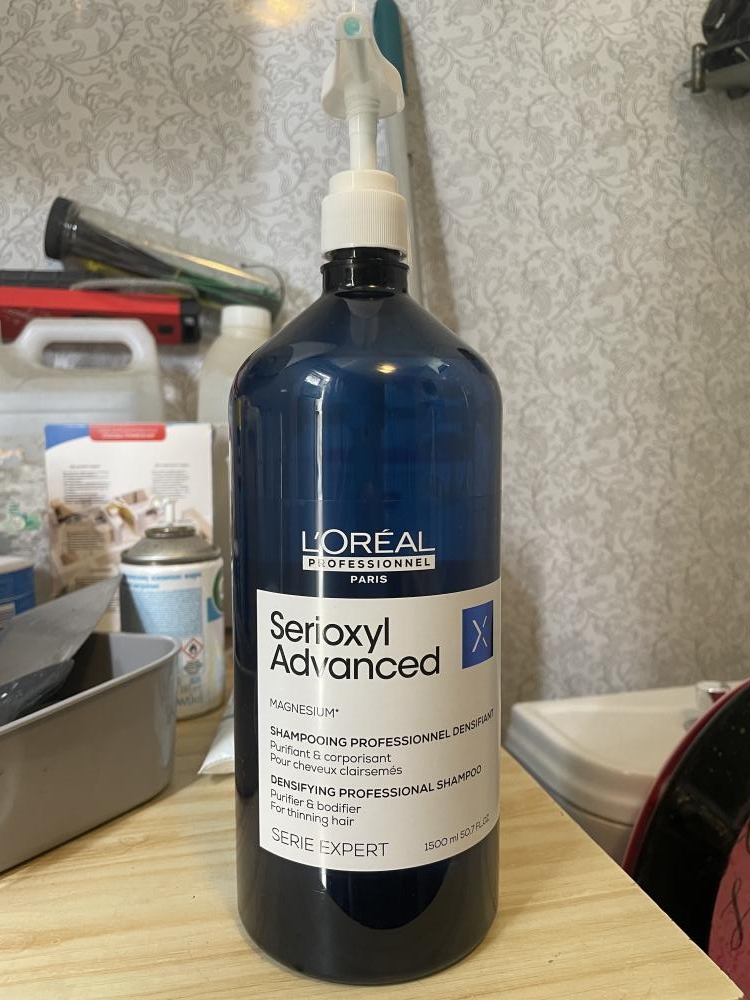 L'ORÉAL
PROFESSIONNEL
PARIS
Serioxyl
Advanced
X
MAGNESIUM*
SHAMPOOING PROFESSIONNEL DENSIFIANT
Purifiant & corporisant
Pour cheveux clairsemés
DENSIFYING PROFESSIONAL SHAMPOO
Purifier & bodifier
For thinning hair
SERIE EXPERT
1500 ml 50.7 FL.OZ